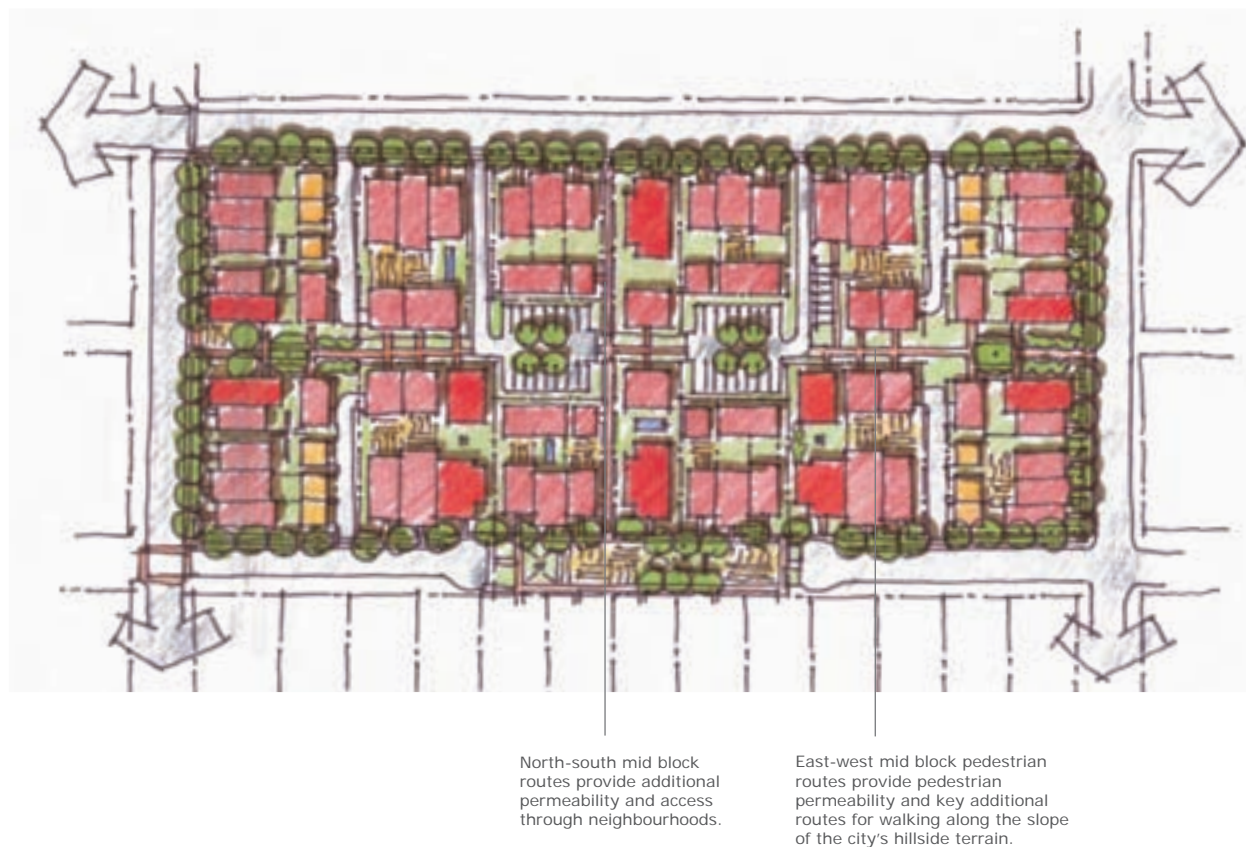 North-south mid block
routes provide additional
permeability and access
through neighbourhoods.
East-west mid block pedestrian
routes provide pedestrian
permeability and key additional
routes for walking along the slope
of the city's hillside terrain.